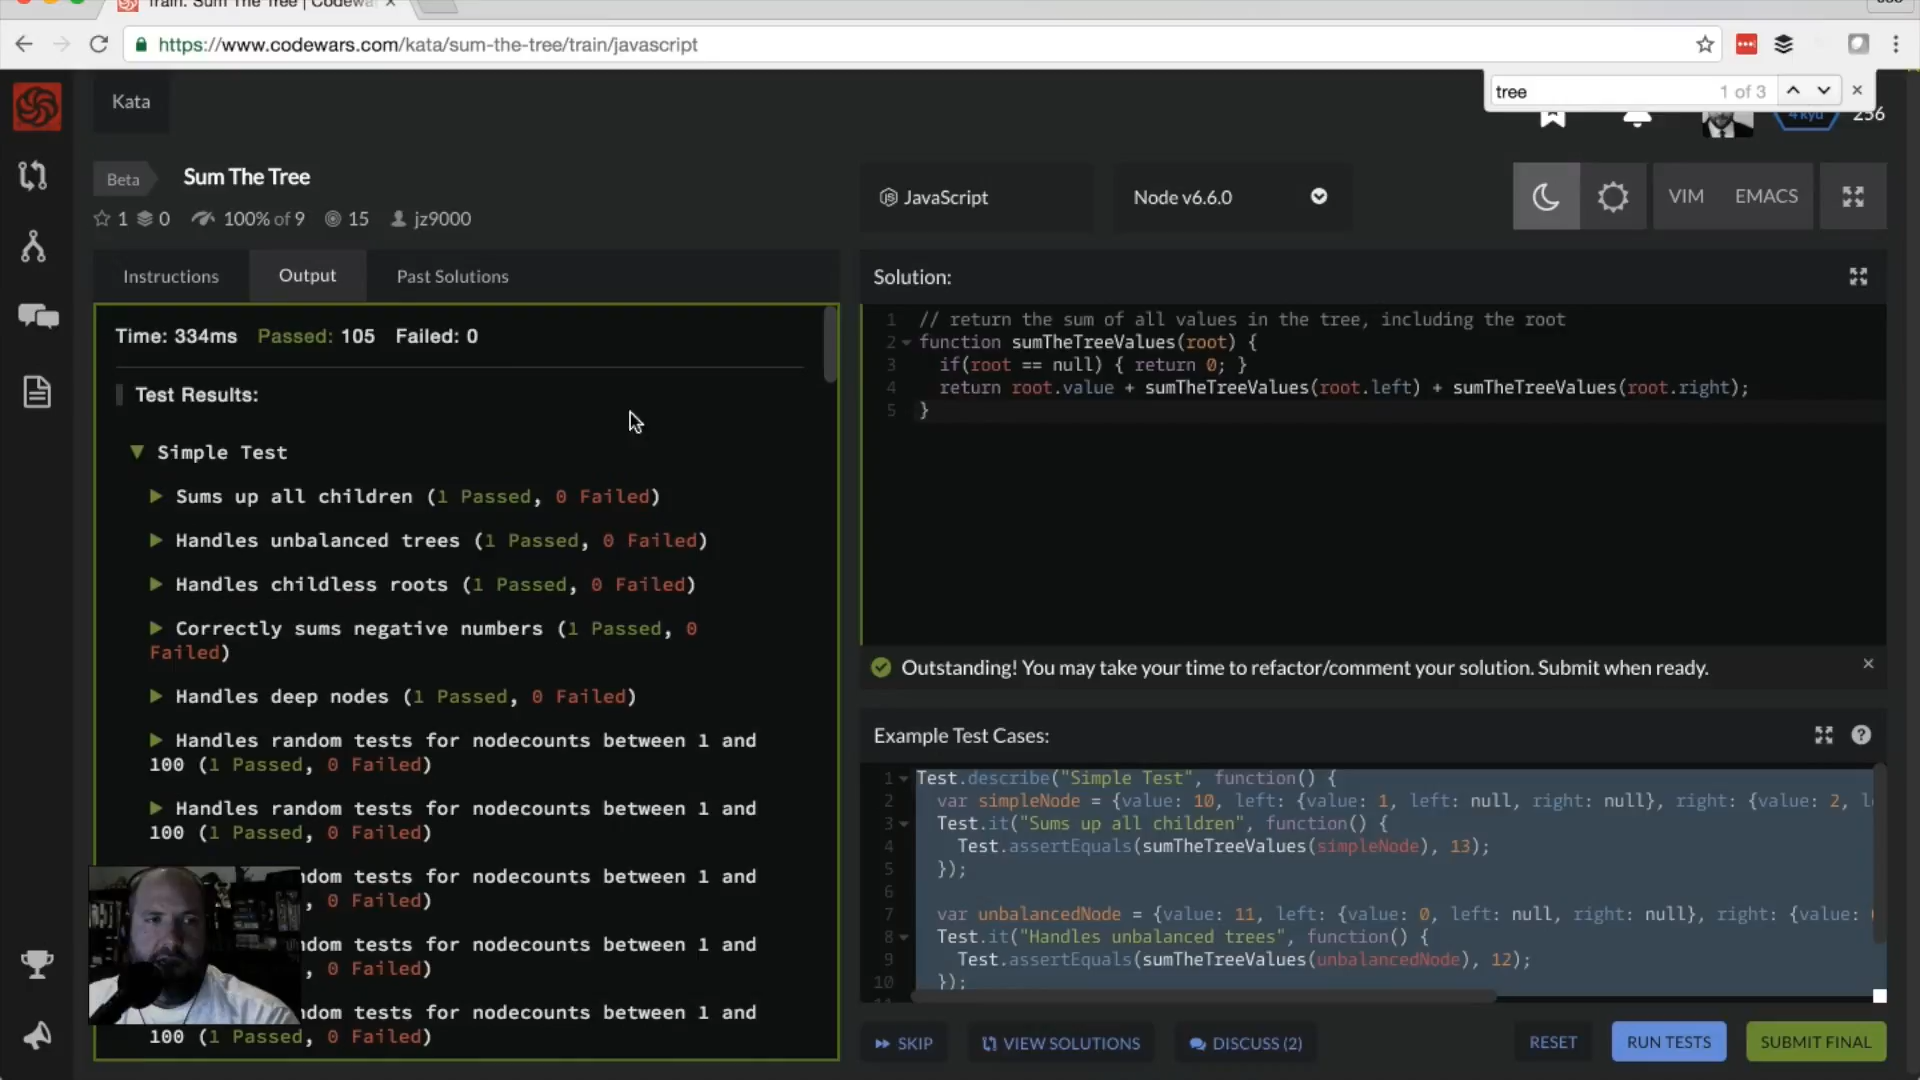 Train: Sum The Tree | Codewa
https://www.codewars.com/kata/sum-the-tree/train/javascript
tree 1 of 3
Kata
4 kyu 256
Beta Sum The Tree
1 0 100% of 9 15 jz9000
JavaScript Node v6.6.0 VIM EMACS
Instructions Output Past Solutions
Time: 334ms Passed: 105 Failed: 0
Test Results:
Simple Test
Sums up all children (1 Passed, 0 Failed)
Handles unbalanced trees (1 Passed, 0 Failed)
Handles childless roots (1 Passed, 0 Failed)
Correctly sums negative numbers (1 Passed, 0
Failed)
Handles deep nodes (1 Passed, 0 Failed)
Handles random tests for nodecounts between 1 and
100 (1 Passed, 0 Failed)
Handles random tests for nodecounts between 1 and
100 (1 Passed, 0 Failed)
ndom tests for nodecounts between 1 and
, 0 Failed)
ndom tests for nodecounts between 1 and
, 0 Failed)
ndom tests for nodecounts between 1 and
100 (1 Passed, 0 Failed)
Solution:
1 // return the sum of all values in the tree, including the root
2 function sumTheTreeValues(root) {
3 if(root == null) { return 0; }
4 return root.value + sumTheTreeValues(root.left) + sumTheTreeValues(root.right);
5 }
Outstanding! You may take your time to refactor/comment your solution. Submit when ready.
Example Test Cases:
1 Test.describe("Simple Test", function() {
2 var simpleNode = {value: 10, left: {value: 1, left: null, right: null}, right: {value: 2, l
3 Test.it("Sums up all children", function() {
4 Test.assertEquals(sumTheTreeValues(simpleNode), 13);
5 });
6
7 var unbalancedNode = {value: 11, left: {value: 0, left: null, right: null}, right: {value:
8 Test.it("Handles unbalanced trees", function() {
9 Test.assertEquals(sumTheTreeValues(unbalancedNode), 12);
10 });
SKIP VIEW SOLUTIONS DISCUSS (2) RESET RUN TESTS SUBMIT FINAL